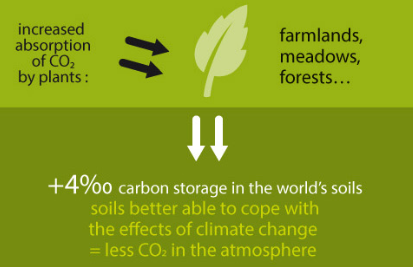 increased
absorption
of CO₂
by plants :
farmlands,
meadows,
forests...
+4‰ carbon storage in the world's soils
soils better able to cope with
the effects of climate change
= less CO₂ in the atmosphere